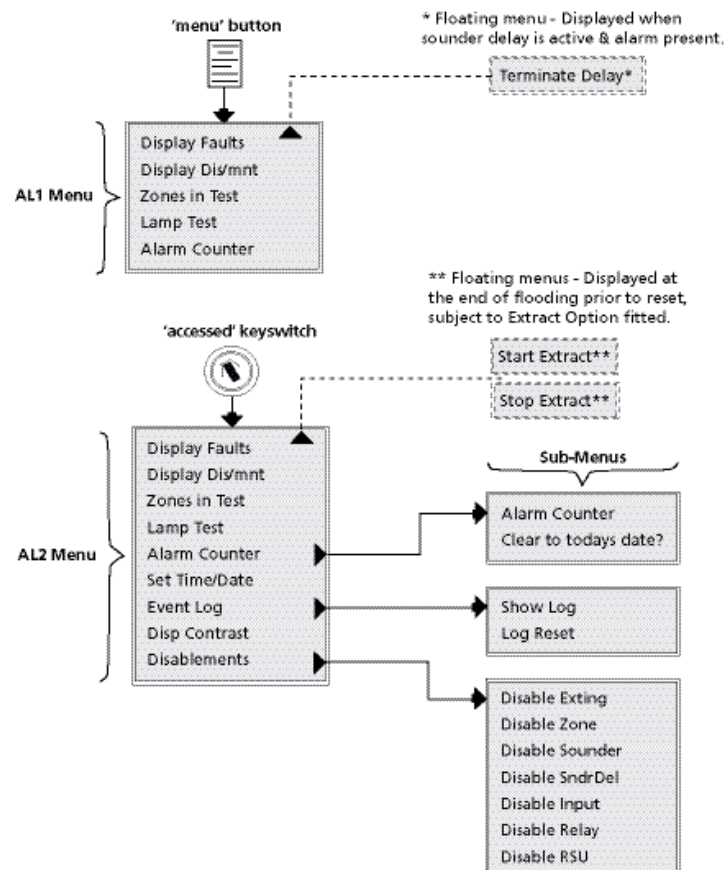 'menu' button
* Floating menu - Displayed when
sounder delay is active & alarm present.
Terminate Delay*
AL1 Menu
Display Faults
Display Dis/mnt
Zones in Test
Lamp Test
Alarm Counter
** Floating menus - Displayed at
the end of flooding prior to reset,
subject to Extract Option fitted.
'accessed' keyswitch
Start Extract**
Stop Extract**
AL2 Menu
Display Faults
Display Dis/mnt
Zones in Test
Lamp Test
Alarm Counter
Set Time/Date
Event Log
Disp Contrast
Disablements
Sub-Menus
Alarm Counter
Clear to todays date?
Show Log
Log Reset
Disable Exting
Disable Zone
Disable Sounder
Disable SndrDel
Disable Input
Disable Relay
Disable RSU